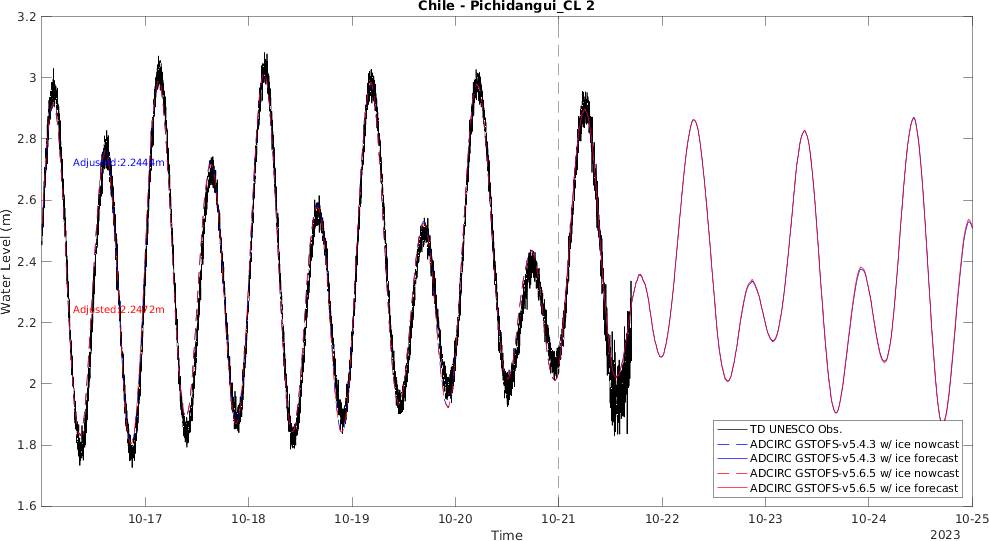 Chile - Pichidangui_CL 2
3.2
3
2.8
2.6
2.4
2.2
2
1.8
1.6
Water Level (m)
Adjusted:2.2444m
Adjusted:2.2472m
TD UNESCO Obs.
ADCIRC GSTOFS-v5.4.3 w/ ice nowcast
ADCIRC GSTOFS-v5.4.3 w/ ice forecast
ADCIRC GSTOFS-v5.6.5 w/ ice nowcast
ADCIRC GSTOFS-v5.6.5 w/ ice forecast
10-17 10-18 10-19 10-20 10-21 10-22 10-23 10-24 10-25
Time
2023